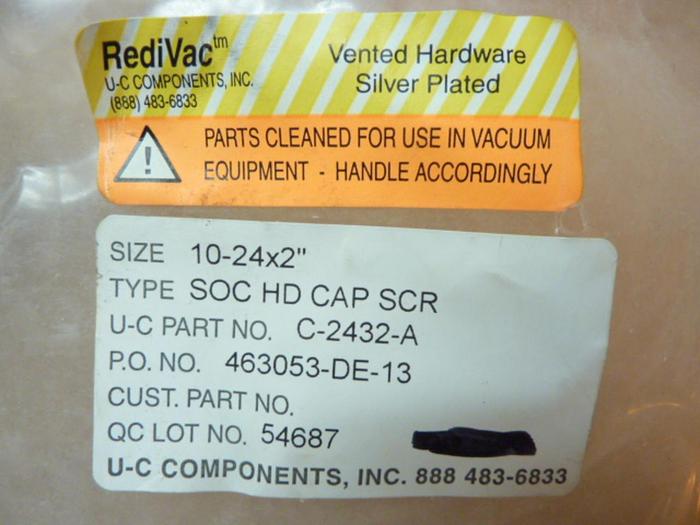 RediVac™
U-C COMPONENTS, INC.
(888) 483-6833
Vented Hardware
Silver Plated
PARTS CLEANED FOR USE IN VACUUM
EQUIPMENT - HANDLE ACCORDINGLY
SIZE 10-24x2"
TYPE SOC HD CAP SCR
U-C PART NO. C-2432-A
P.O. NO. 463053-DE-13
CUST. PART NO.
QC LOT NO. 54687
U-C COMPONENTS, INC. 888 483-6833